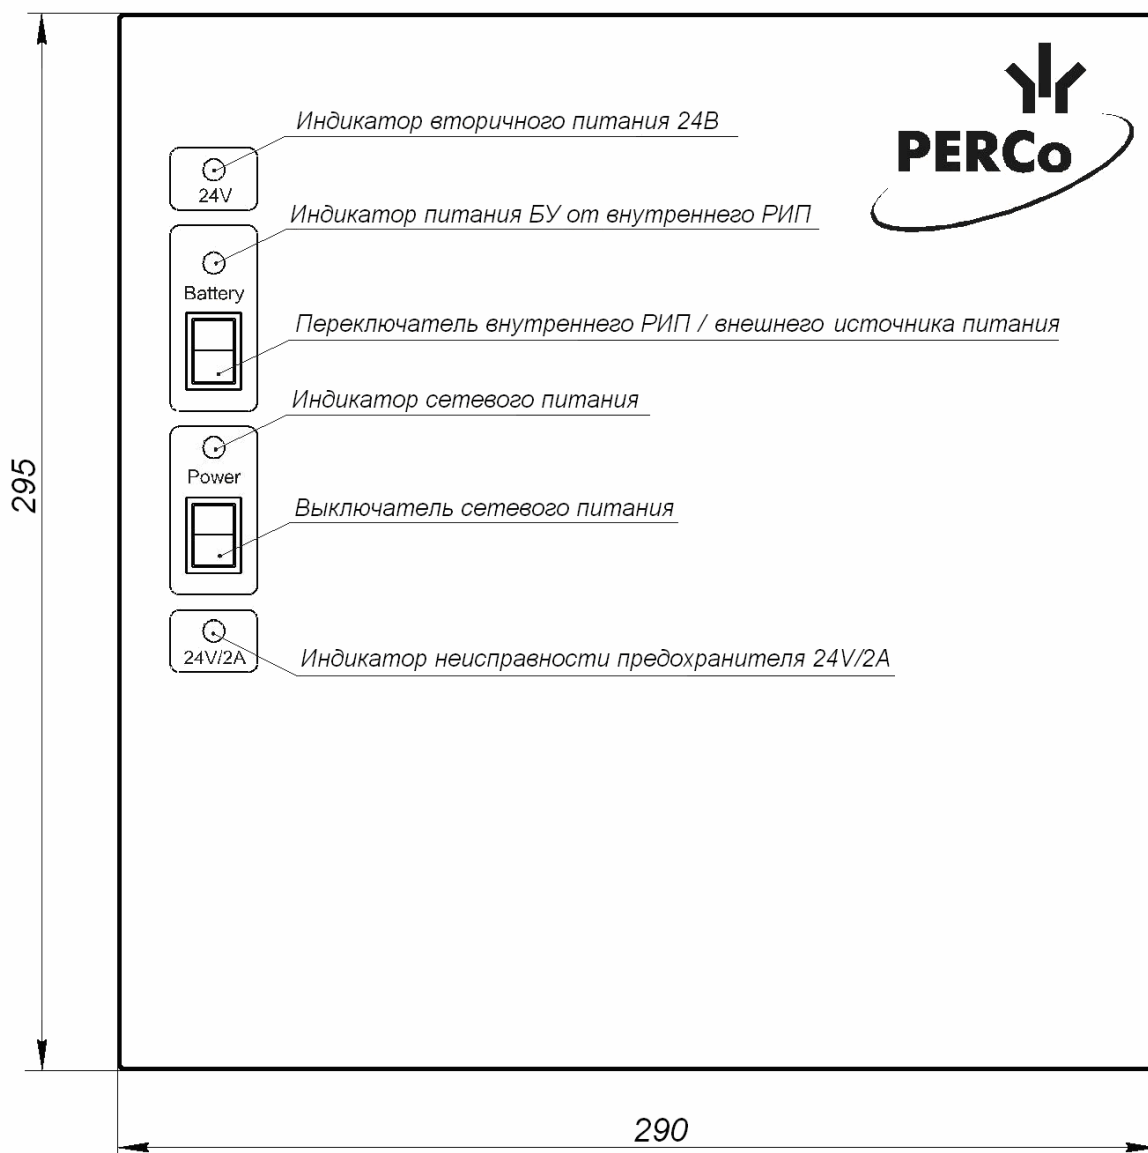 Индикатор вторичного питания 24В
PERCo
24V
Индикатор питания БУ от внутреннего РИП
Battery
Переключатель внутреннего РИП / внешнего источника питания
Индикатор сетевого питания
Power
295
Выключатель сетевого питания
24V/2A
Индикатор неисправности предохранителя 24V/2A
290